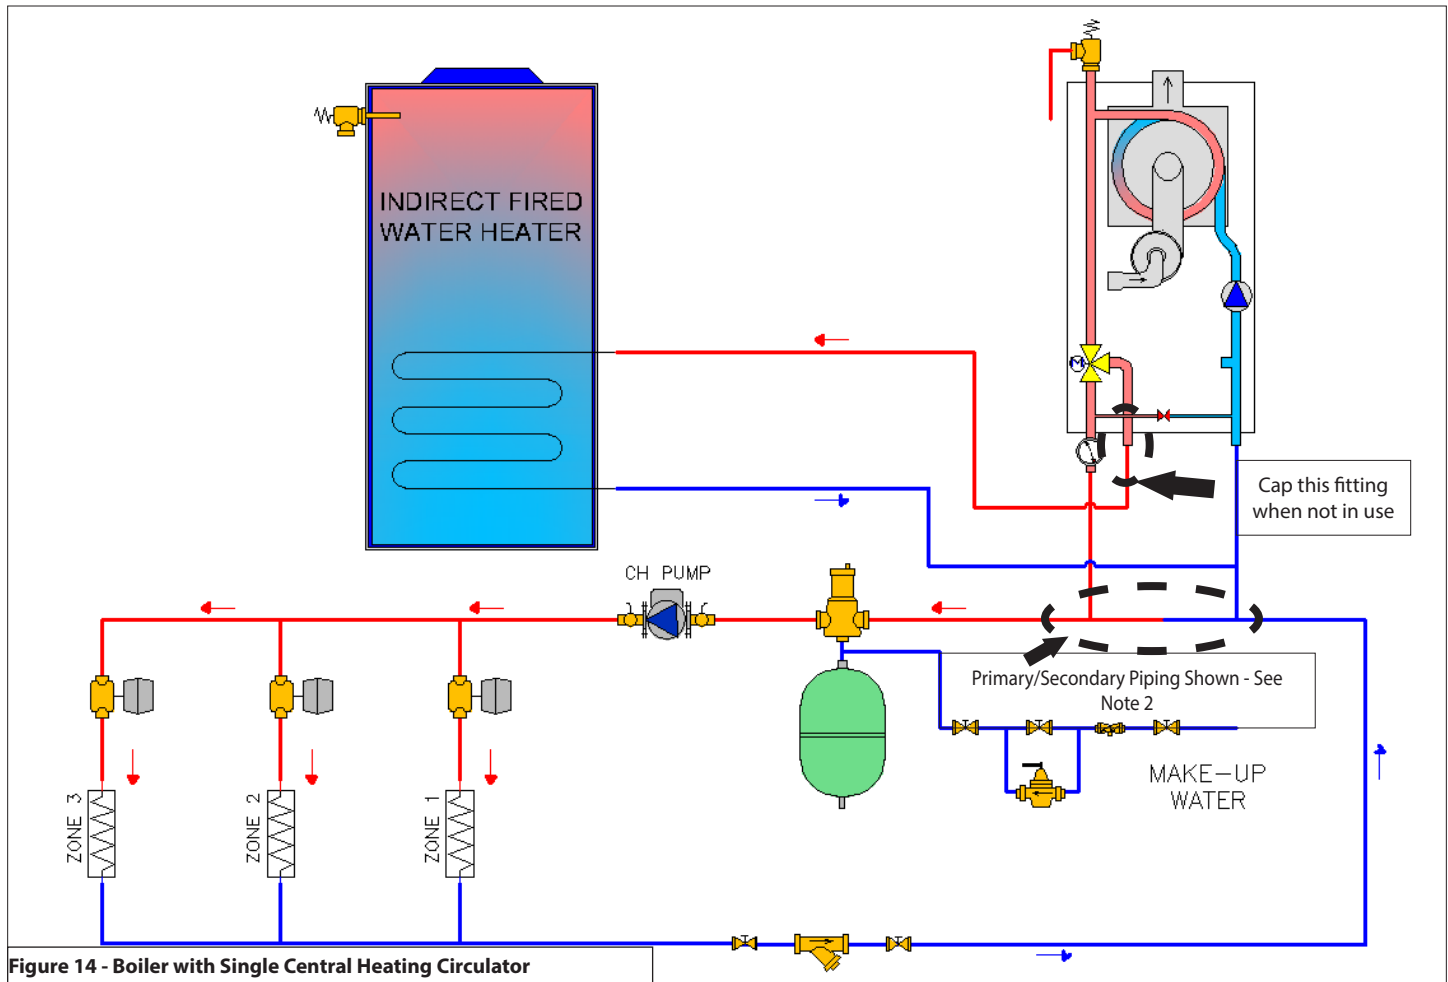 INDIRECT FIRED
WATER HEATER
M
Cap this fitting
when not in use
CH PUMP
Primary/Secondary Piping Shown - See
Note 2
MAKE-UP
WATER
ZONE 3
ZONE 2
ZONE 1
Figure 14 - Boiler with Single Central Heating Circulator